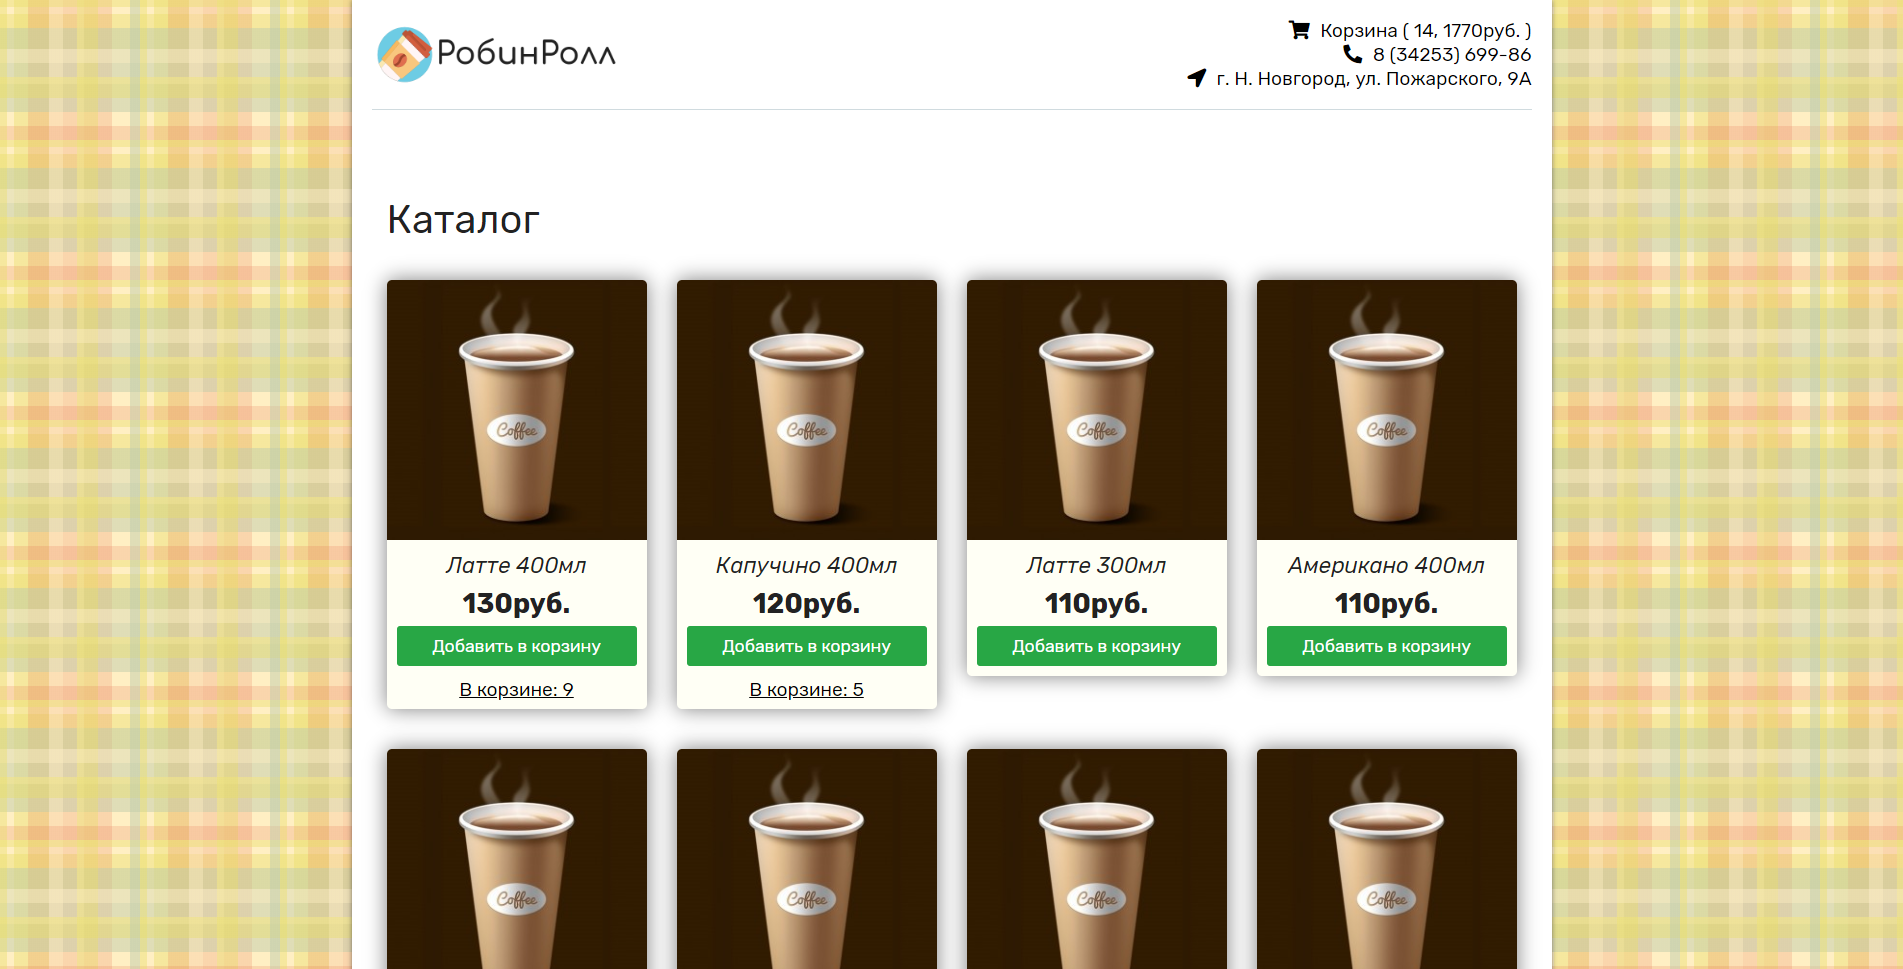 РобинРолл
Корзина ( 14, 1770руб. )
8 (34253) 699-86
г. Н. Новгород, ул. Пожарского, 9А
Каталог
Coffee
Coffee
Coffee
Coffee
Латте 400мл
Капучино 400мл
Латте 300мл
Американо 400мл
130руб.
120руб.
110руб.
110руб.
Добавить в корзину
Добавить в корзину
Добавить в корзину
Добавить в корзину
В корзине: 9
В корзине: 5
Coffee
Coffee
Coffee
Coffee